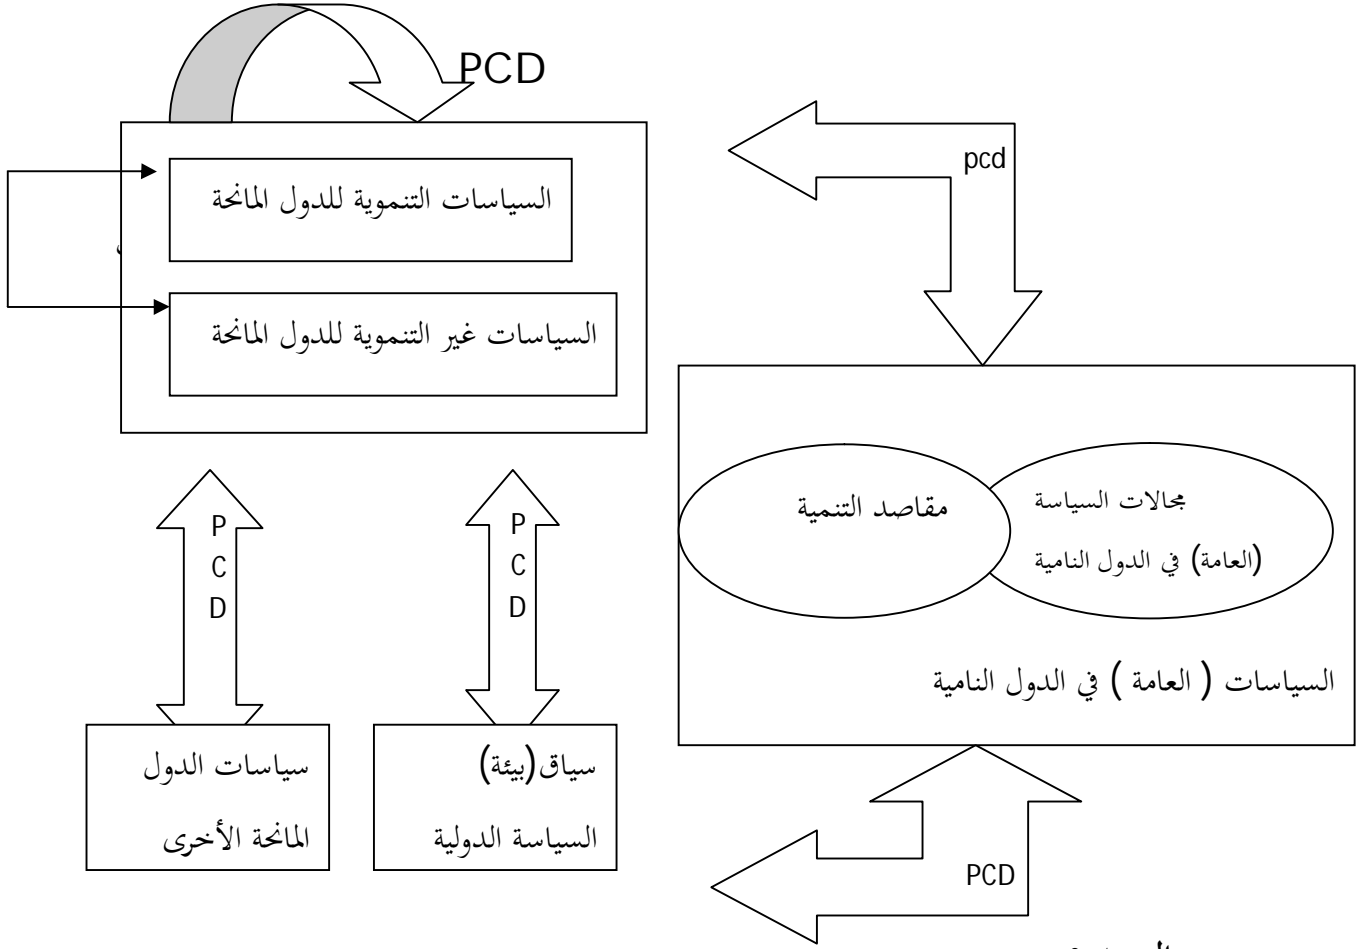 PCD
pcd
السياسات التنموية للدول المانحة
السياسات غير التنموية للدول المانحة
مقاصد التنمية
مجالات السياسة
(العامة) في الدول النامية
السياسات ( العامة ) في الدول النامية
P
C
D
P
C
D
سياق(بيئة)
السياسة الدولية
سياسات الدول
المانحة الأخرى
PCD